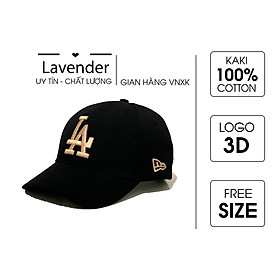 Lavender
UY TÍN - CHẤT LƯỢNG
GIAN HÀNG VNXK
KAKI
100%
COTTON
LOGO
3D
FREE
SIZE
LA